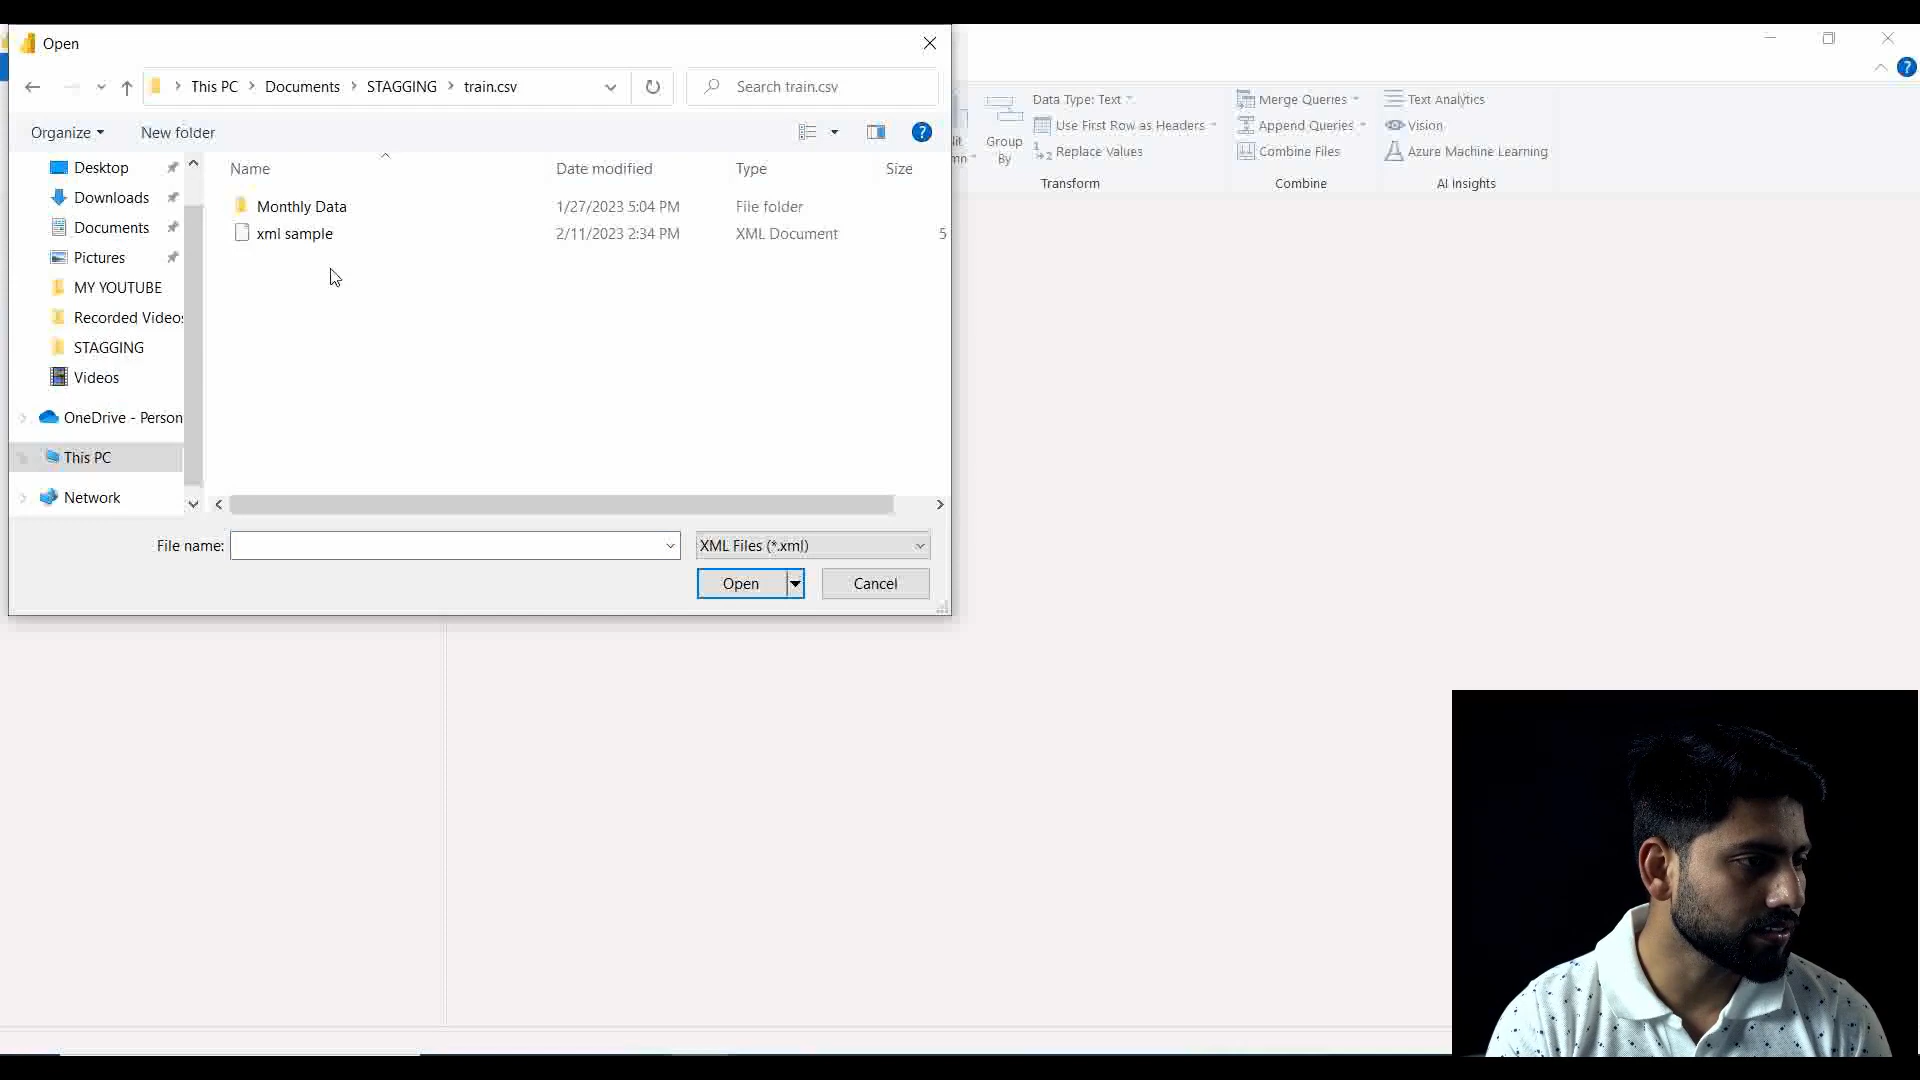 Open
This PC
Documents
STAGGING
train.csv
Search train.csv
Organize
New folder
Name
Date modified
Type
Size
Desktop
Downloads
Documents
Pictures
MY YOUTUBE
Recorded Video
STAGGING
Videos
OneDrive - Person
This PC
Network
Monthly Data
1/27/2023 5:04 PM
File folder
xml sample
2/11/2023 2:34 PM
XML Document
5
File name:
XML Files (*.xml)
Open
Cancel
Group
By
Data Type: Text
Use First Row as Headers
Replace Values
Transform
Merge Queries
Append Queries
Combine Files
Combine
Text Analytics
Vision
Azure Machine Learning
AI Insights